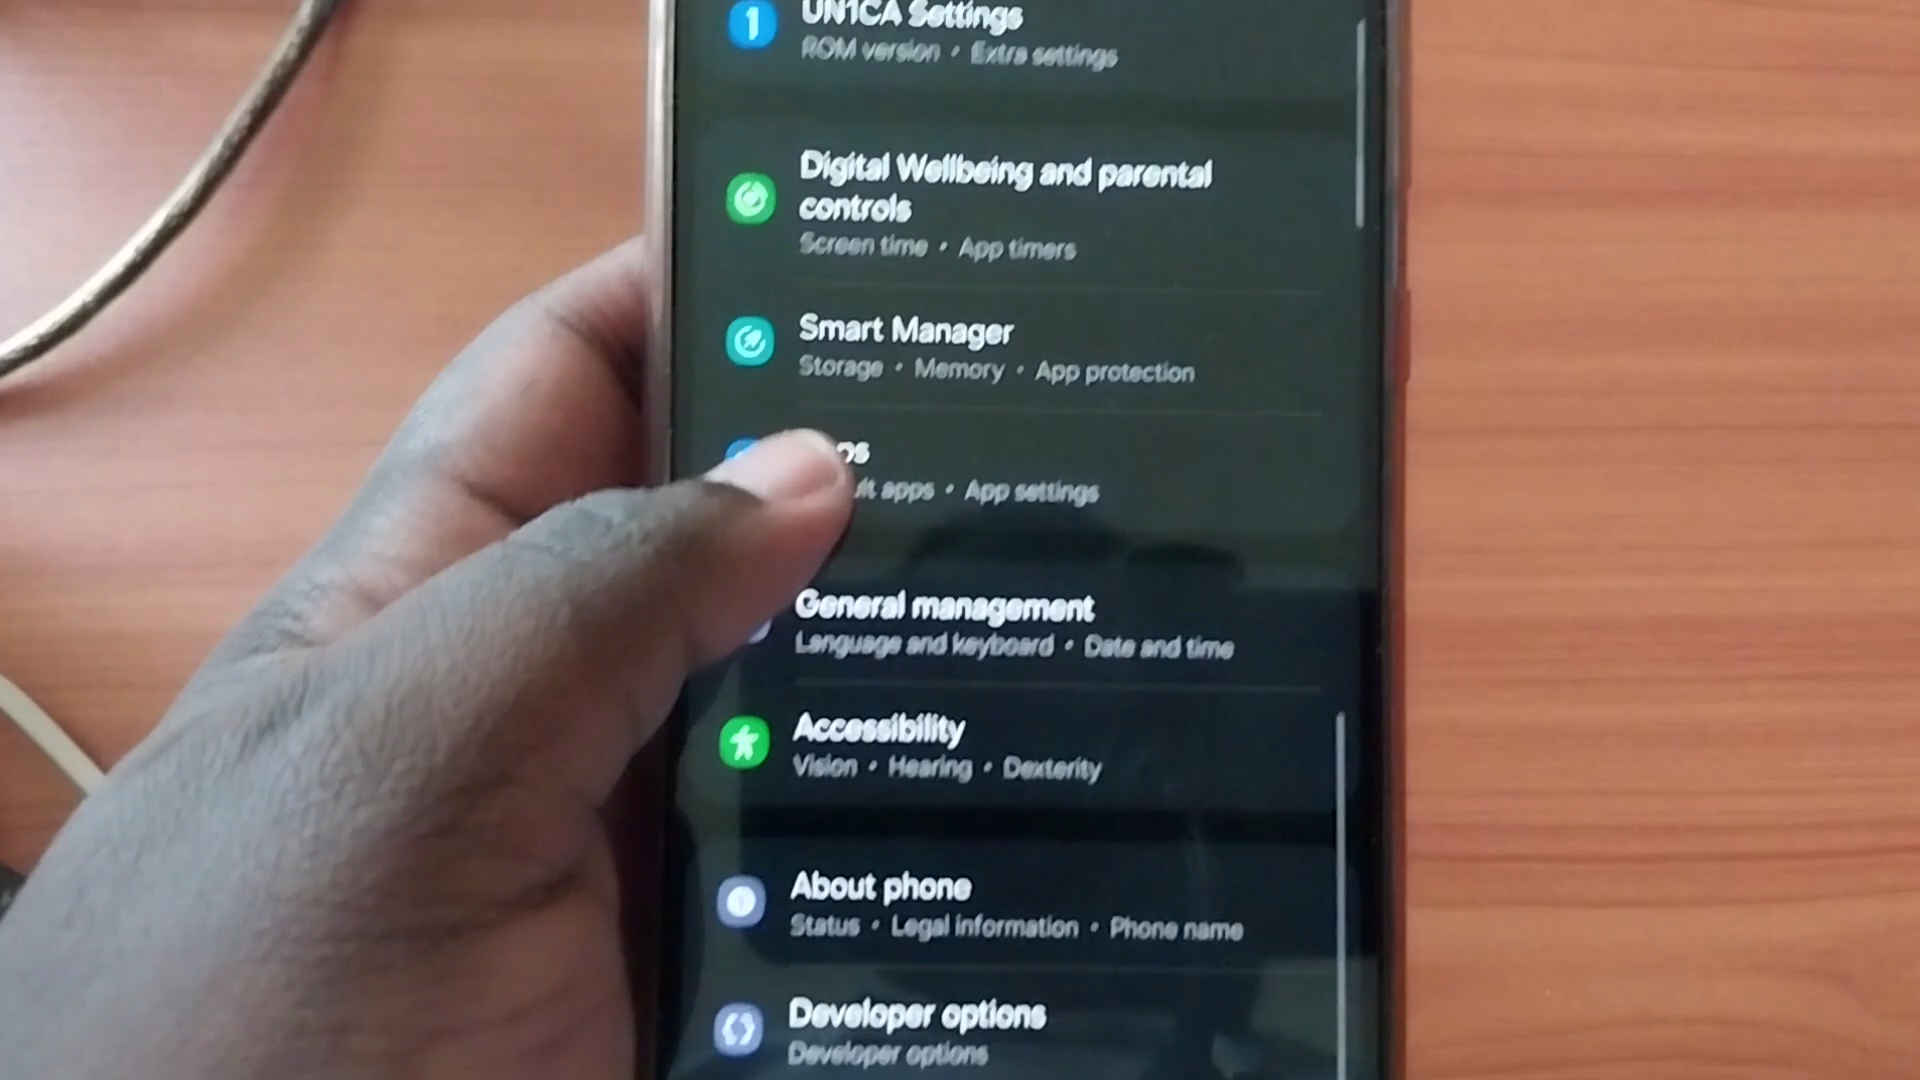 UN1CA Settings
ROM version • Extra settings
Digital Wellbeing and parental
controls
Screen time • App timers
Smart Manager
Storage • Memory • App protection
apps • App settings
General management
Language and keyboard • Date and time
Accessibility
Vision • Hearing • Dexterity
About phone
Status • Legal information • Phone name
Developer options
Developer options